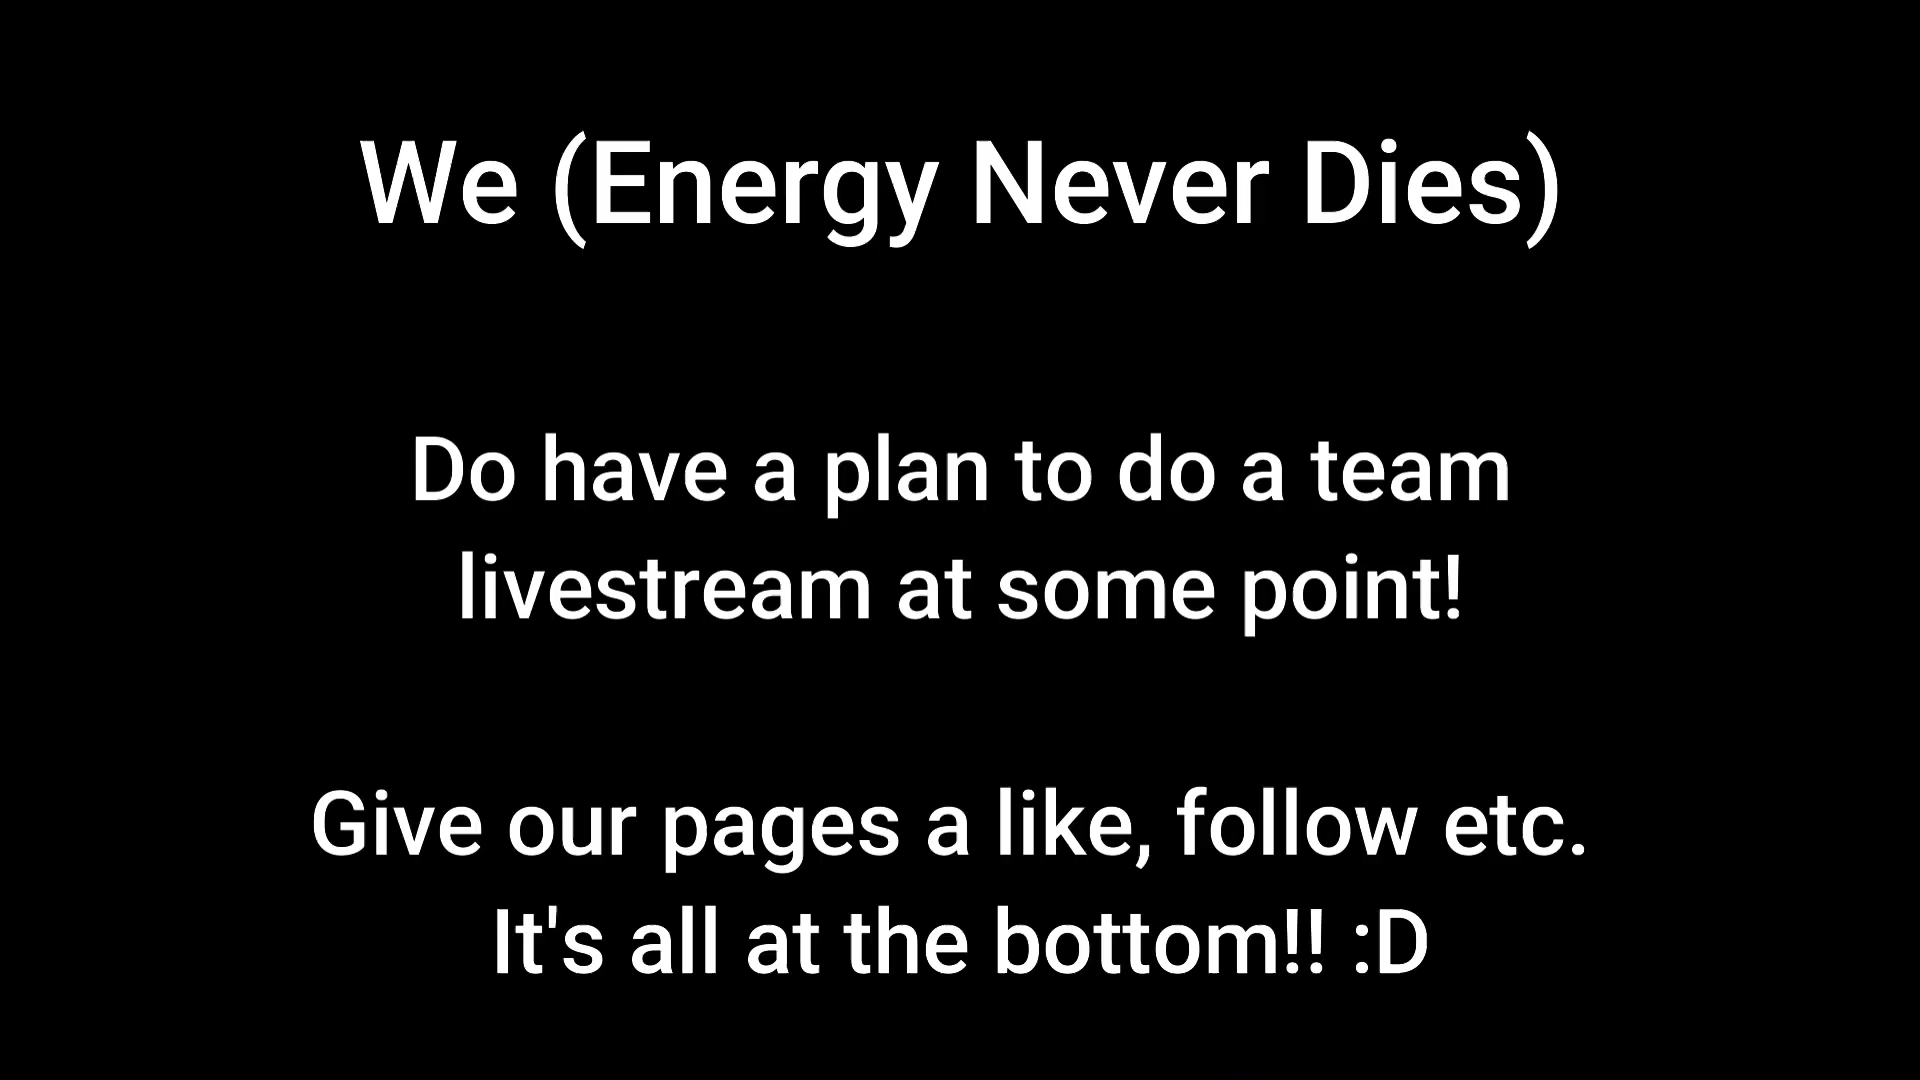 We (Energy Never Dies)
Do have a plan to do a team
livestream at some point!
Give our pages a like, follow etc.
It's all at the bottom!! :D